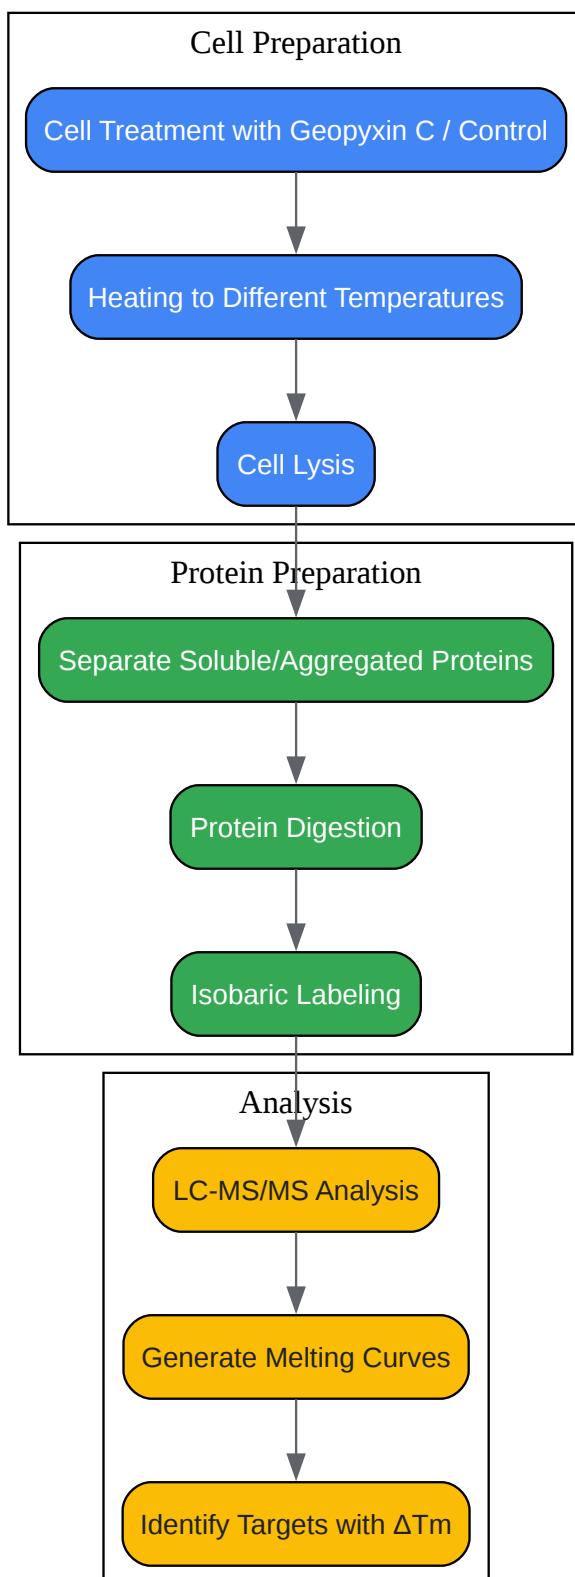 Cell Preparation
Cell Treatment with Geopyxin C / Control
Heating to Different Temperatures
Cell Lysis
Protein Preparation
Separate Soluble/Aggregated Proteins
Protein Digestion
Isobaric Labeling
Analysis
LC-MS/MS Analysis
Generate Melting Curves
Identify Targets with ΔTm